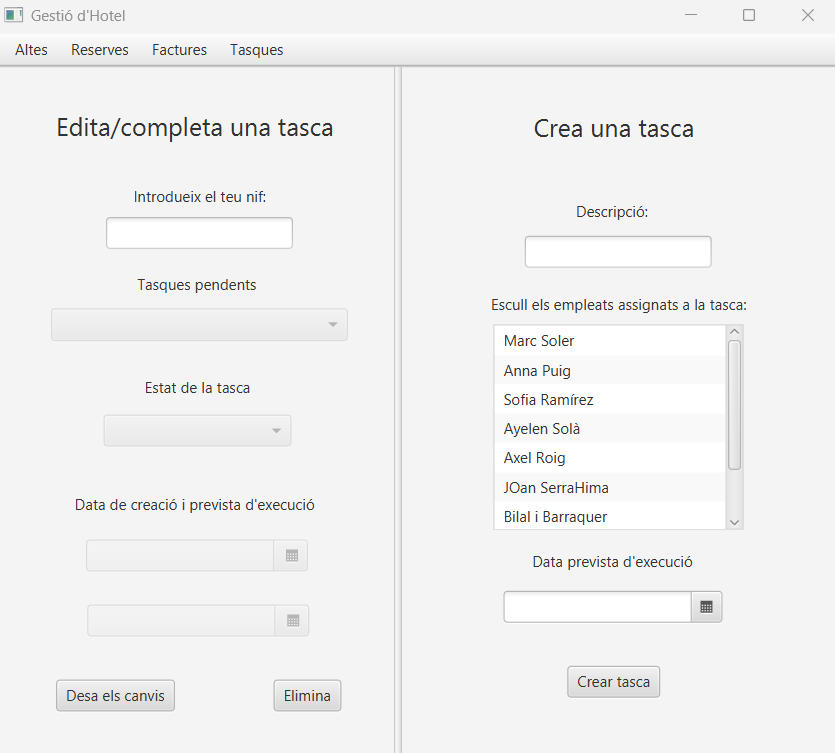 Gestió d'Hotel
Altes Reserves Factures Tasques
Edita/completa una tasca
Introdueix el teu nif:
Tasques pendents
Estat de la tasca
Data de creació i prevista d'execució
Desa els canvis Elimina
Crea una tasca
Descripció:
Escull els empleats assignats a la tasca:
Marc Soler
Anna Puig
Sofia Ramírez
Ayelen Solà
Axel Roig
JOan SerraHima
Bilal i Barraquer
Data prevista d'execució
Crear tasca